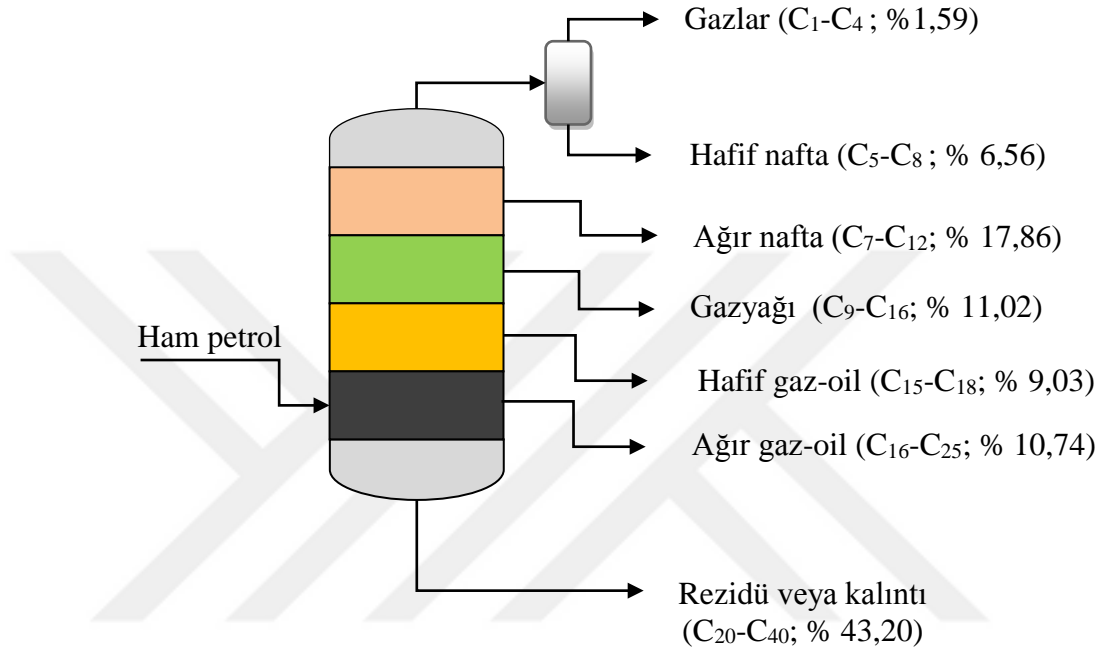 Gazlar (C₁-C₄ ; %1,59)
Hafif nafta (C₅-C₈ ; % 6,56)
Ağır nafta (C₇-C₁₂; % 17,86)
Gazyağı (C₉-C₁₆; % 11,02)
Ham petrol
Hafif gaz-oil (C₁₅-C₁₈; % 9,03)
Ağır gaz-oil (C₁₆-C₂₅; % 10,74)
Rezidü veya kalıntı
(C₂₀-C₄₀; % 43,20)